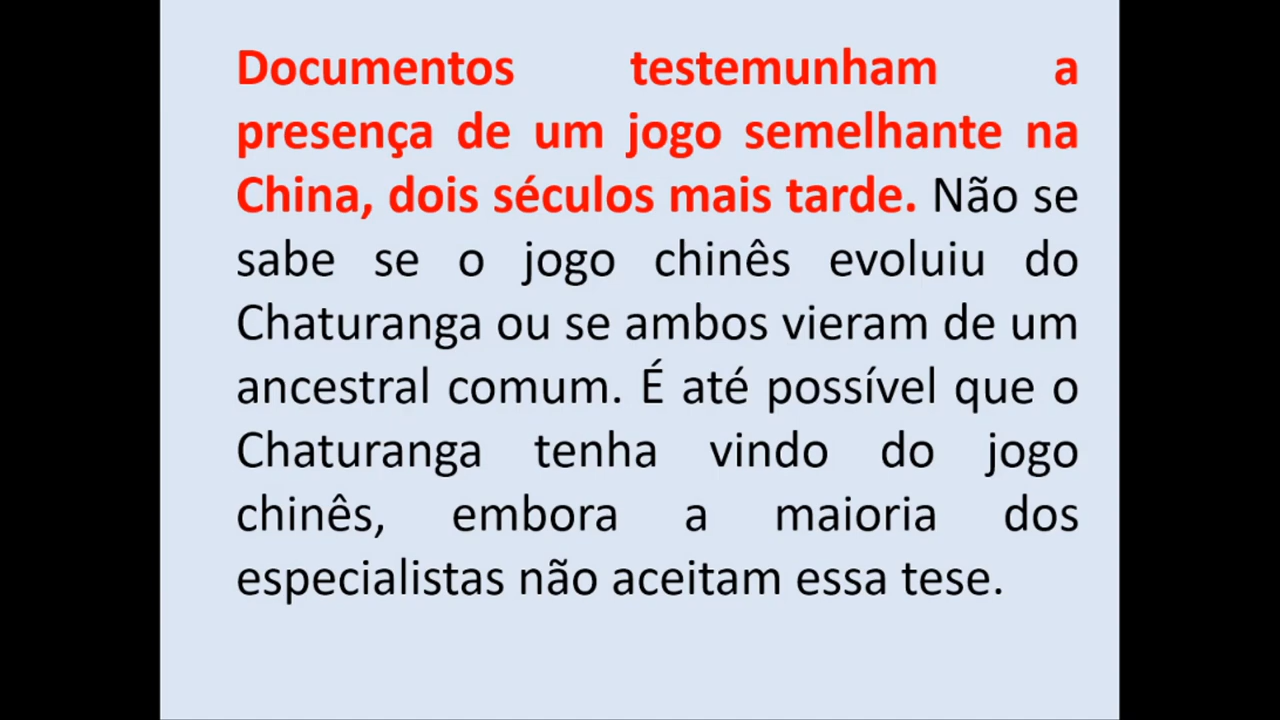 Documentos testemunham a
presença de um jogo semelhante na
China, dois séculos mais tarde. Não se
sabe se o jogo chinês evoluiu do
Chaturanga ou se ambos vieram de um
ancestral comum. É até possível que o
Chaturanga tenha vindo do jogo
chinês, embora a maioria dos
especialistas não aceitam essa tese.